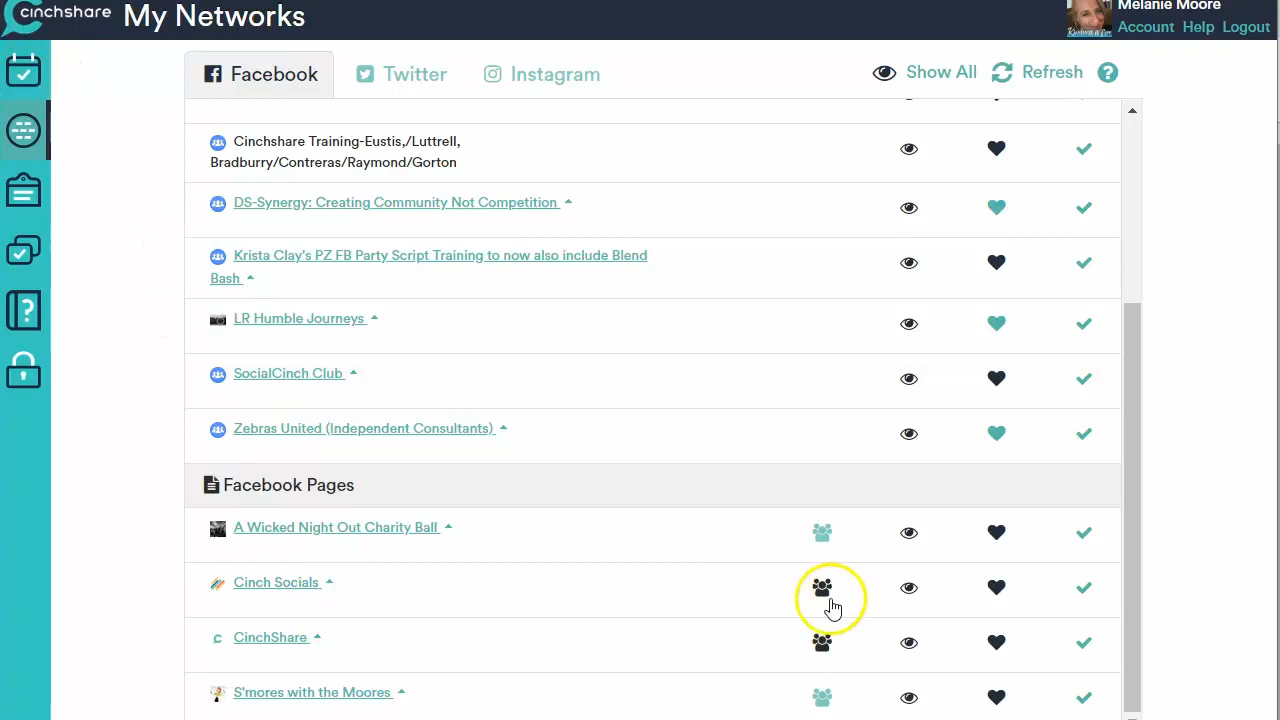 cinchshare
My Networks
Melanie Moore
Account Help Logout
Facebook
Twitter
Instagram
Show All
Refresh
?
Cinchshare Training-Eustis,/Luttrell,
Bradburry/Contreras/Raymond/Gorton
DS-Synergy: Creating Community Not Competition
Krista Clay's PZ FB Party Script Training to now also include Blend
Bash
LR Humble Journeys
SocialCinch Club
Zebras United (Independent Consultants)
Facebook Pages
A Wicked Night Out Charity Ball
Cinch Socials
CinchShare
S'mores with the Moores